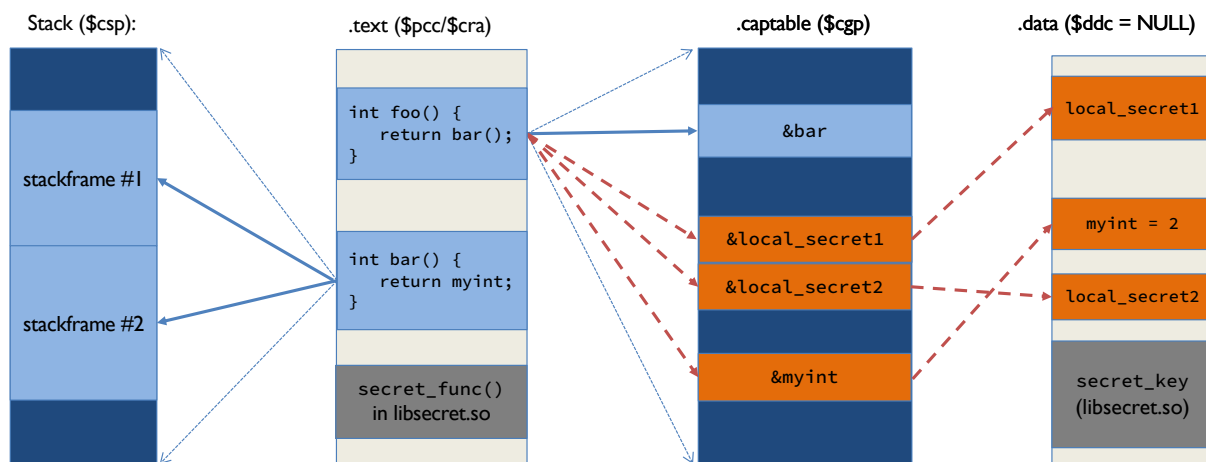 Stack ($csp):
stackframe #1
stackframe #2
.text ($pcc/$cra)
int foo() {
return bar();
}
int bar() {
return myint;
}
secret_func()
in libsecret.so
.captable ($cgp)
&bar
&local_secret1
&local_secret2
&myint
.data ($ddc = NULL)
local_secret1
myint = 2
local_secret2
secret_key
(libsecret.so)